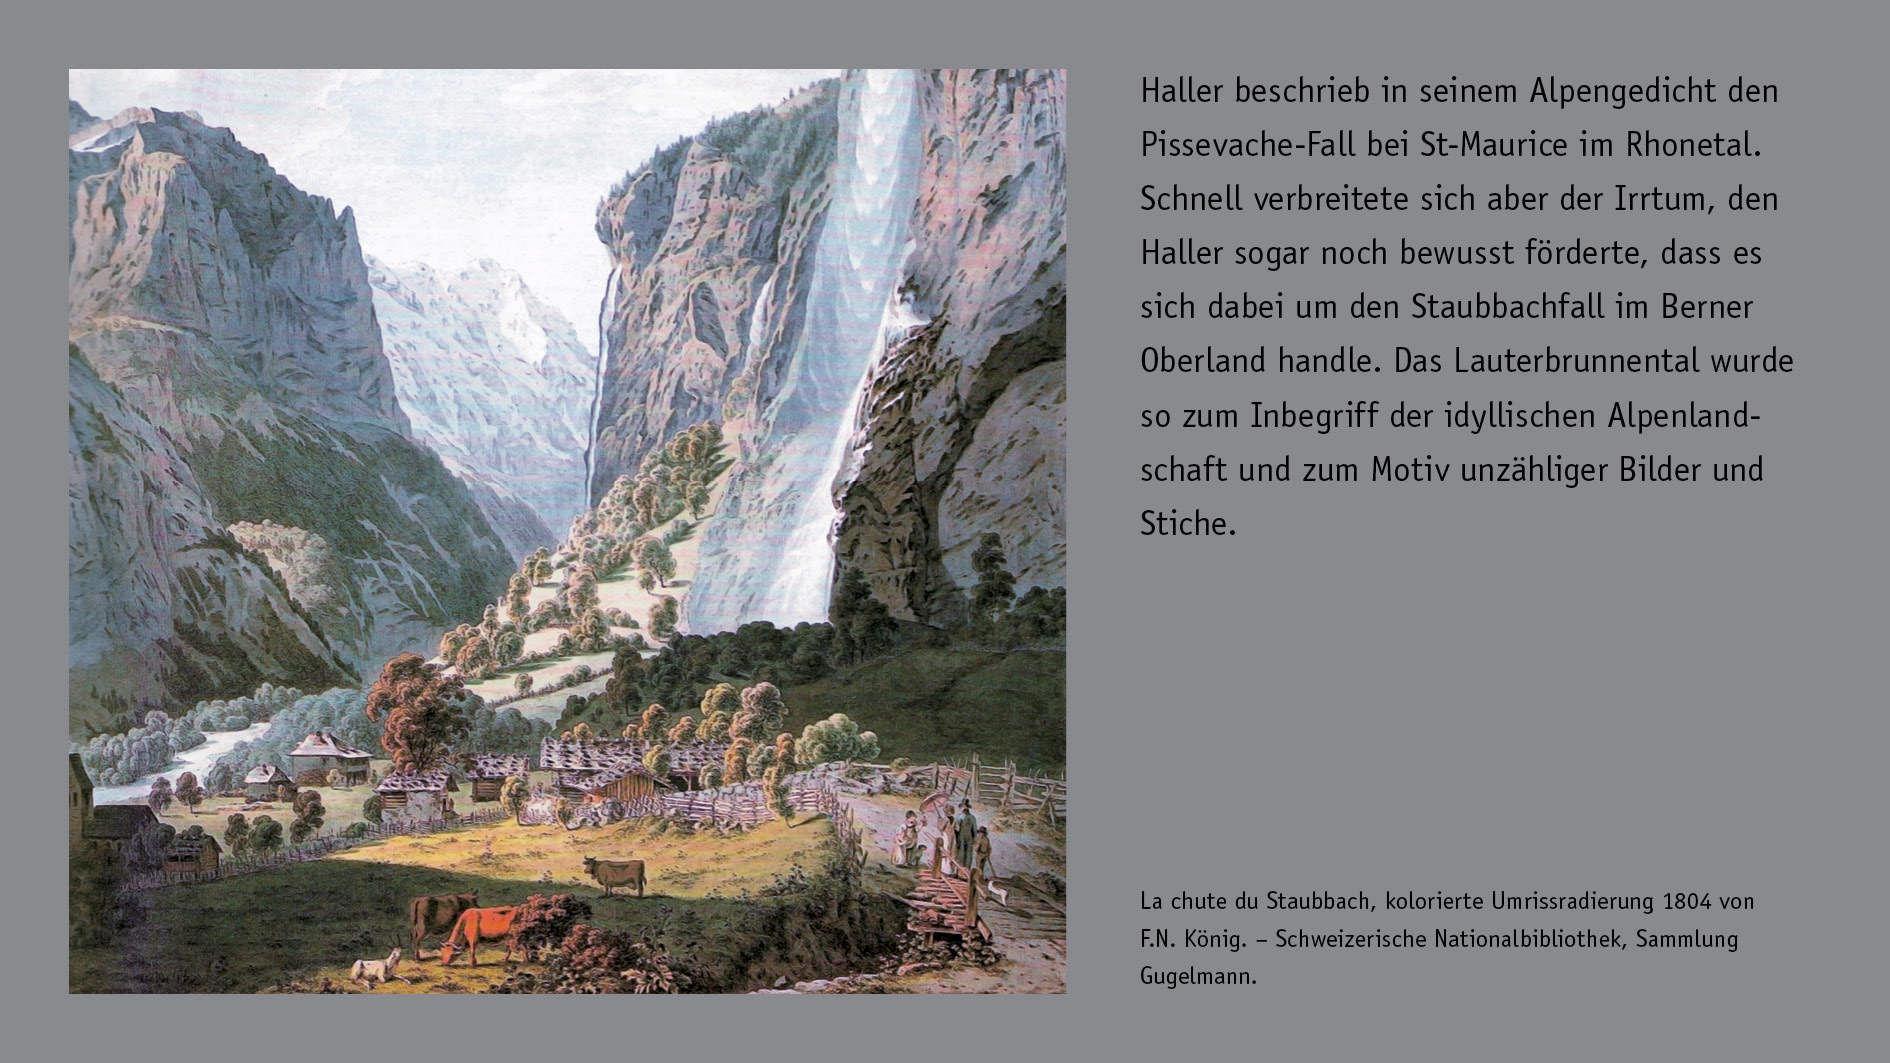 Haller beschrieb in seinem Alpengedicht den
Pissevache-Fall bei St-Maurice im Rhonetal.
Schnell verbreitete sich aber der Irrtum, den
Haller sogar noch bewusst förderte, dass es
sich dabei um den Staubbachfall im Berner
Oberland handle. Das Lauterbrunnental wurde
so zum Inbegriff der idyllischen Alpenland-
schaft und zum Motiv unzähliger Bilder und
Stiche.
La chute du Staubbach, kolorierte Umrissradierung 1804 von
F.N. König. – Schweizerische Nationalbibliothek, Sammlung
Gugelmann.